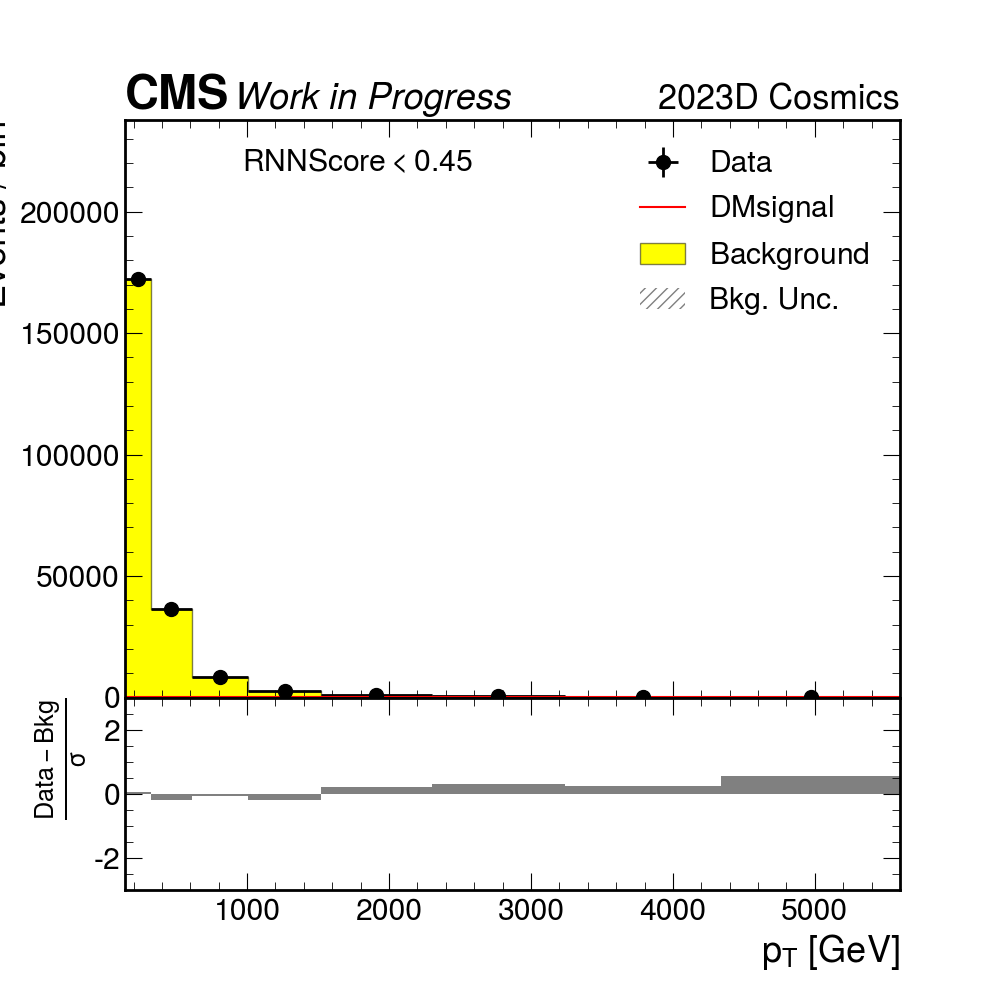 CMS Work in Progress 2023D Cosmics
RNNScore < 0.45
Data
DMsignal
Background
Bkg. Unc.
200000
150000
100000
50000
0
Data – Bkg
σ
2
0
-2
1000 2000 3000 4000 5000
pT [GeV]